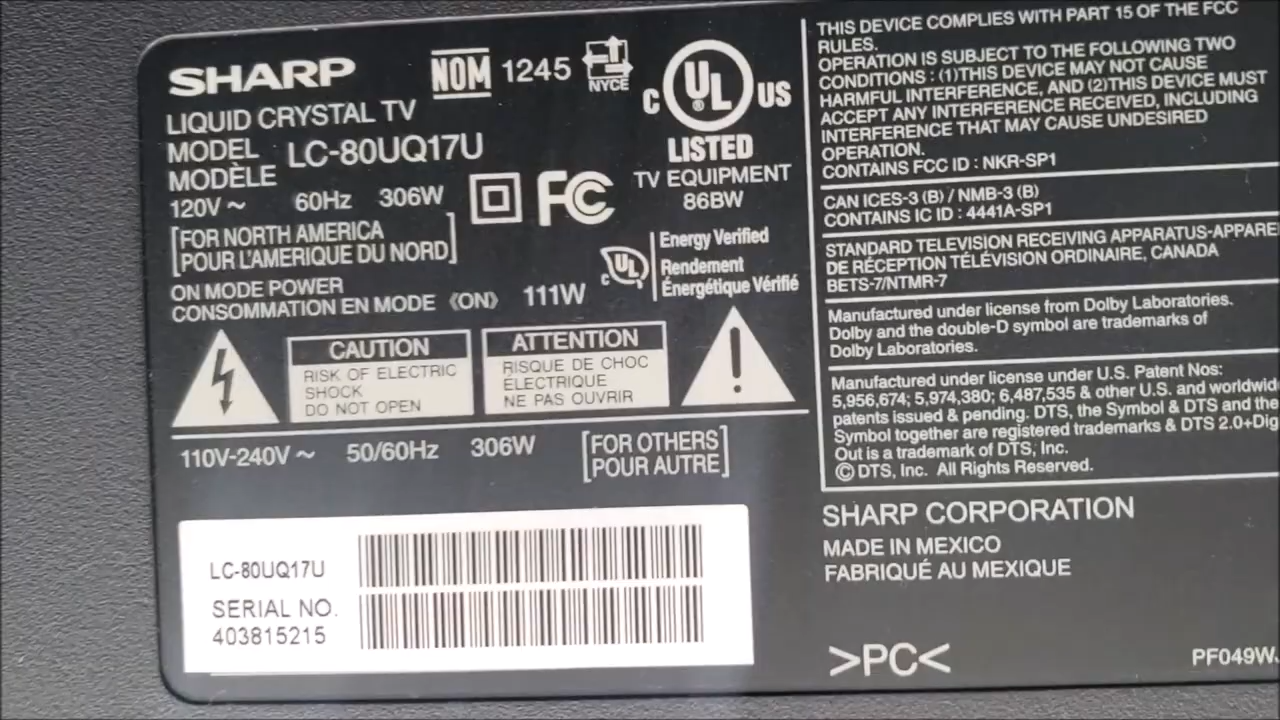 SHARP
NOM 1245 NYCE
C UL US
LISTED
TV EQUIPMENT
86BW
LIQUID CRYSTAL TV
MODEL
MODÈLE
LC-80UQ17U
120V ~ 60Hz 306W
FC
[FOR NORTH AMERICA
POUR L'AMERIQUE DU NORD]
ON MODE POWER
CONSOMMATION EN MODE 《ON》 111W
c UL
Energy Verified
Rendement
Énergétique Vérifié
CAUTION
RISK OF ELECTRIC
SHOCK
DO NOT OPEN
ATTENTION
RISQUE DE CHOC
ÉLECTRIQUE
NE PAS OUVRIR
110V-240V ~ 50/60Hz 306W
[FOR OTHERS
POUR AUTRE]
LC-80UQ17U
SERIAL NO.
403815215
THIS DEVICE COMPLIES WITH PART 15 OF THE FCC
RULES.
OPERATION IS SUBJECT TO THE FOLLOWING TWO
CONDITIONS : (1)THIS DEVICE MAY NOT CAUSE
HARMFUL INTERFERENCE, AND (2)THIS DEVICE MUST
ACCEPT ANY INTERFERENCE RECEIVED, INCLUDING
INTERFERENCE THAT MAY CAUSE UNDESIRED
OPERATION.
CONTAINS FCC ID : NKR-SP1
CAN ICES-3 (B) / NMB-3 (B)
CONTAINS IC ID : 4441A-SP1
STANDARD TELEVISION RECEIVING APPARATUS-APPAREI
DE RÉCEPTION TÉLÉVISION ORDINAIRE, CANADA
BETS-7/NTMR-7
Manufactured under license from Dolby Laboratories.
Dolby and the double-D symbol are trademarks of
Dolby Laboratories.
Manufactured under license under U.S. Patent Nos:
5,956,674; 5,974,380; 6,487,535 & other U.S. and worldwid
patents issued & pending. DTS, the Symbol & DTS and the
Symbol together are registered trademarks & DTS 2.0+Dig
Out is a trademark of DTS, Inc.
© DTS, Inc. All Rights Reserved.
SHARP CORPORATION
MADE IN MEXICO
FABRIQUÉ AU MEXIQUE
>PC<
PF049WJ